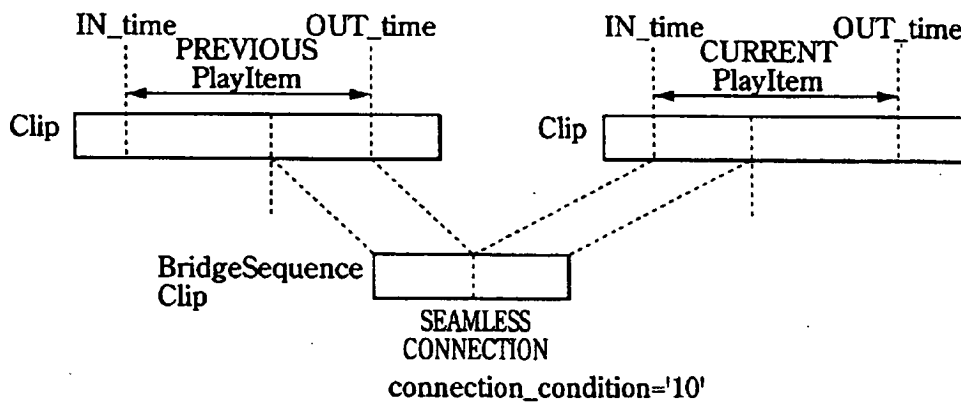 IN_time OUT_time IN_time OUT_time
PREVIOUS CURRENT
PlayItem PlayItem
Clip Clip
BridgeSequence
Clip
SEAMLESS
CONNECTION
connection_condition='10'